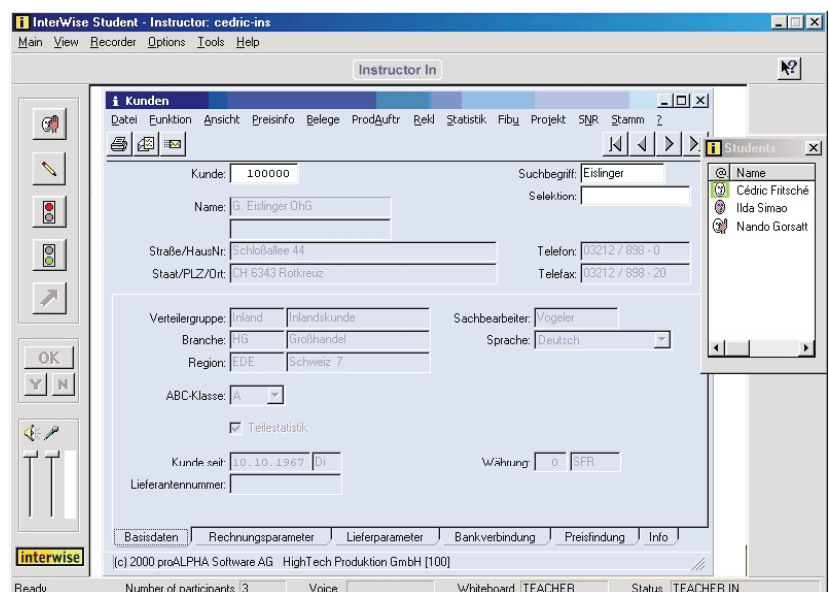 InterWise Student - Instructor: cedric-ins
Main View Recorder Options Tools Help
Instructor In
Kunden
Datei Funktion Ansicht Preisinfo Belege ProdAuftr Rekl Statistik Fibu Projekt SNR Stamm ?
Kunde: 100000 Suchbegriff: Eislinger
Selektion:
Name: G. Eislinger OhG
Straße/HausNr: Schloßallee 44 Telefon: 03212 / 898 - 0
Staat/PLZ/Ort: CH 6343 Rotkreuz Telefax: 03212 / 898 - 20
Verteilergruppe: Inland Inlandskunde Sachbearbeiter: Vogeler
Branche: HG Großhandel Sprache: Deutsch
Region: EDE Schweiz 7
ABC-Klasse: A
Teilestatistik
Kunde seit: 10.10.1967 Di Währung: 0 SFR
Lieferantennummer:
Basisdaten Rechnungsparameter Lieferparameter Bankverbindung Preisfindung Info
(c) 2000 proALPHA Software AG HighTech Produktion GmbH [100]
Students
@ Name
Cédric Fritsché
Ilda Simao
Nando Gorsatt
OK
Y N
interwise
Ready Number of participants 3 Voice Whiteboard TEACHER Status TEACHER IN